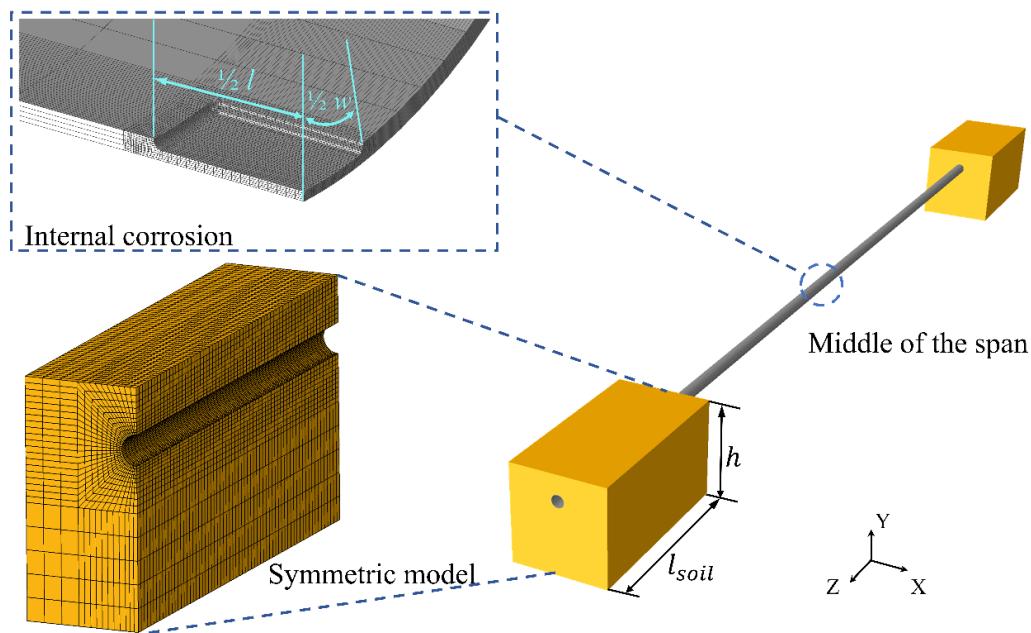 ½ l
½ w
Internal corrosion
Middle of the span
h
l_soil
Symmetric model
Y
Z
X